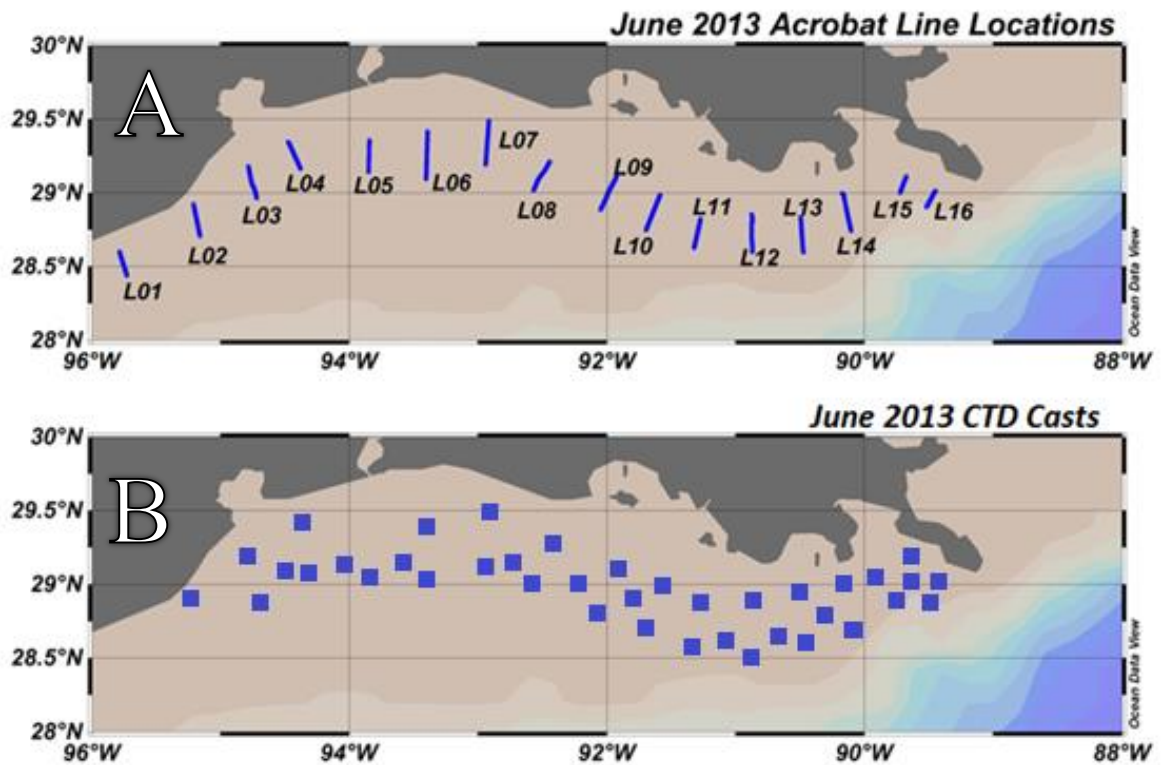 June 2013 Acrobat Line Locations
30°N
A
29.5°N
L07
L09
L04
L05
L06
29°N
L03
L08
L11
L13
L15
L16
L10
L14
L02
L12
28.5°N
L01
Ocean Data View
28°N
96°W 94°W 92°W 90°W 88°W
June 2013 CTD Casts
30°N
B
29.5°N
29°N
28.5°N
Ocean Data View
28°N
96°W 94°W 92°W 90°W 88°W